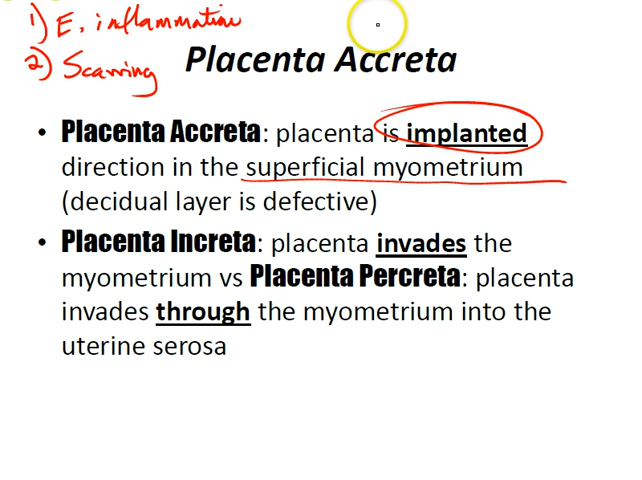 1) E. inflammation
2) Scarring
Placenta Accreta
• Placenta Accreta: placenta is implanted
direction in the superficial myometrium
(decidual layer is defective)
• Placenta Increta: placenta invades the
myometrium vs Placenta Percreta: placenta
invades through the myometrium into the
uterine serosa